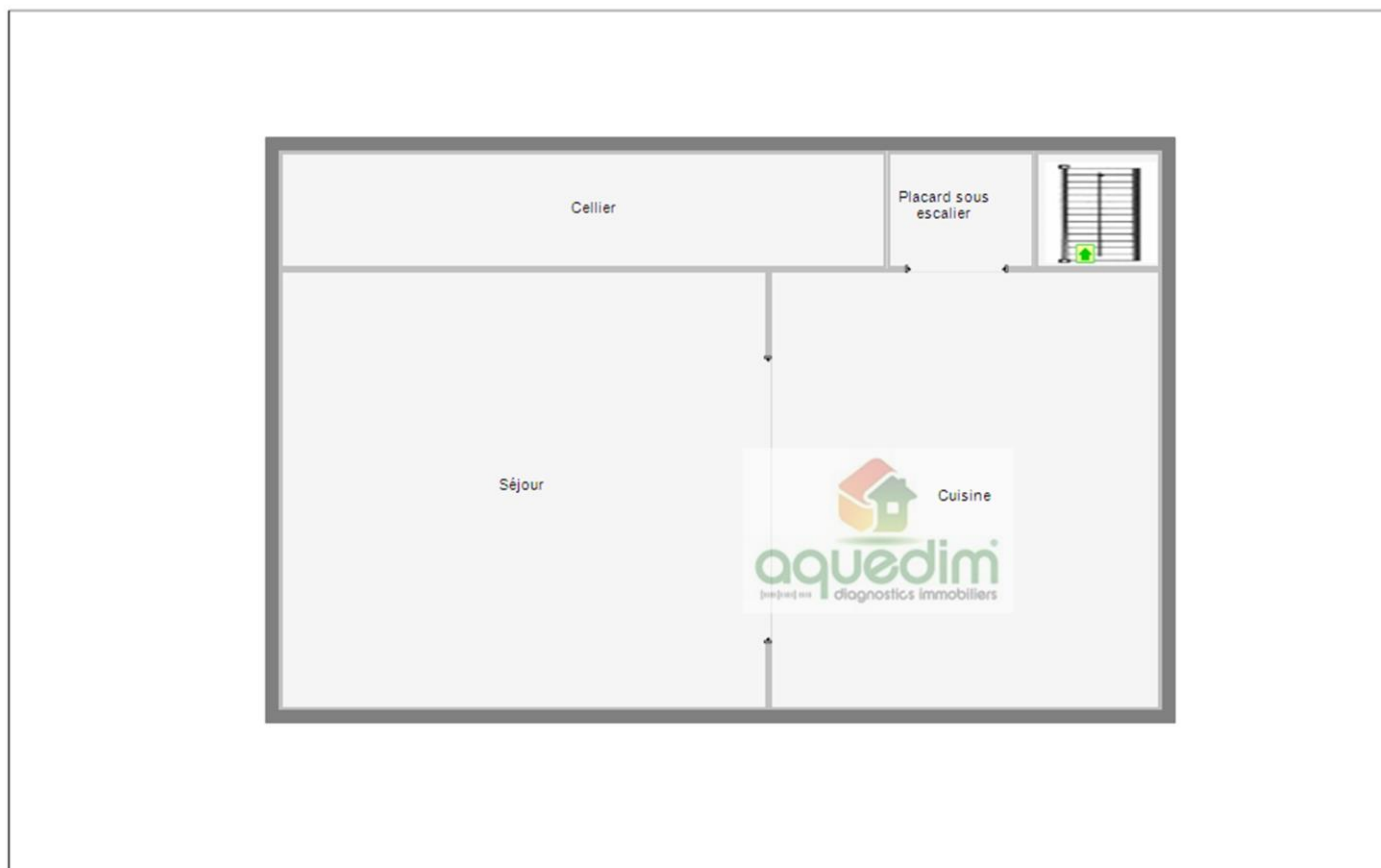 Cellier
Placard sous
escalier
Séjour
Cuisine
aquedim
diagnostics immobiliers